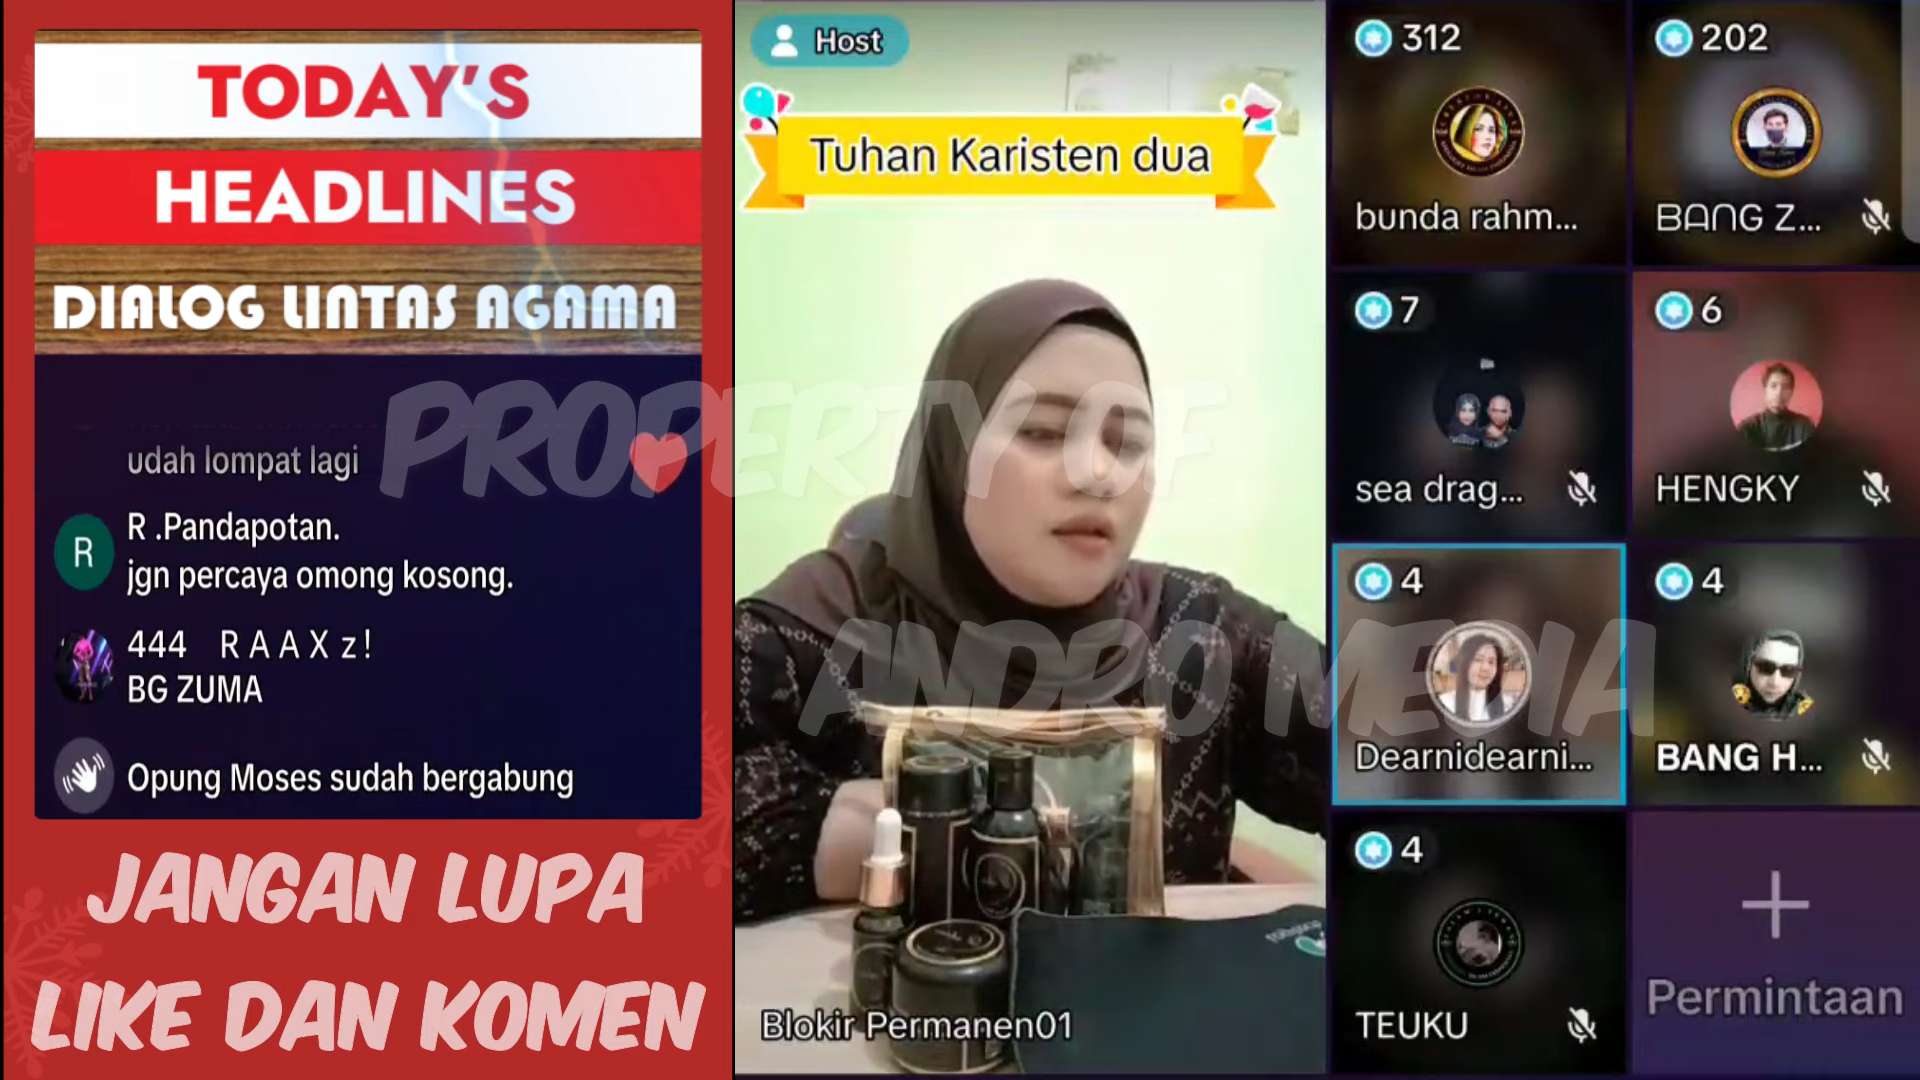 TODAY'S
HEADLINES
DIALOG LINTAS AGAMA
udah lompat lagi
R
R .Pandapotan.
jgn percaya omong kosong.
444 R A A X z!
BG ZUMA
Opung Moses sudah bergabung
JANGAN LUPA
LIKE DAN KOMEN
PROPERTY OF
ANDRO MEDIA
Host
Tuhan Karisten dua
Blokir Permanen01
312
bunda rahm...
202
BANG Z...
7
sea drag...
6
HENGKY
4
Dearnidearni...
4
BANG H...
4
TEUKU
Permintaan